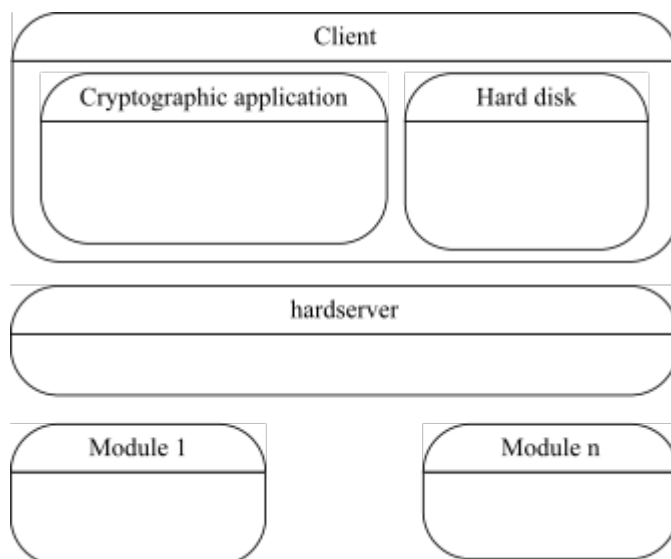 Client
Cryptographic application
Hard disk
hardserver
Module 1
Module n